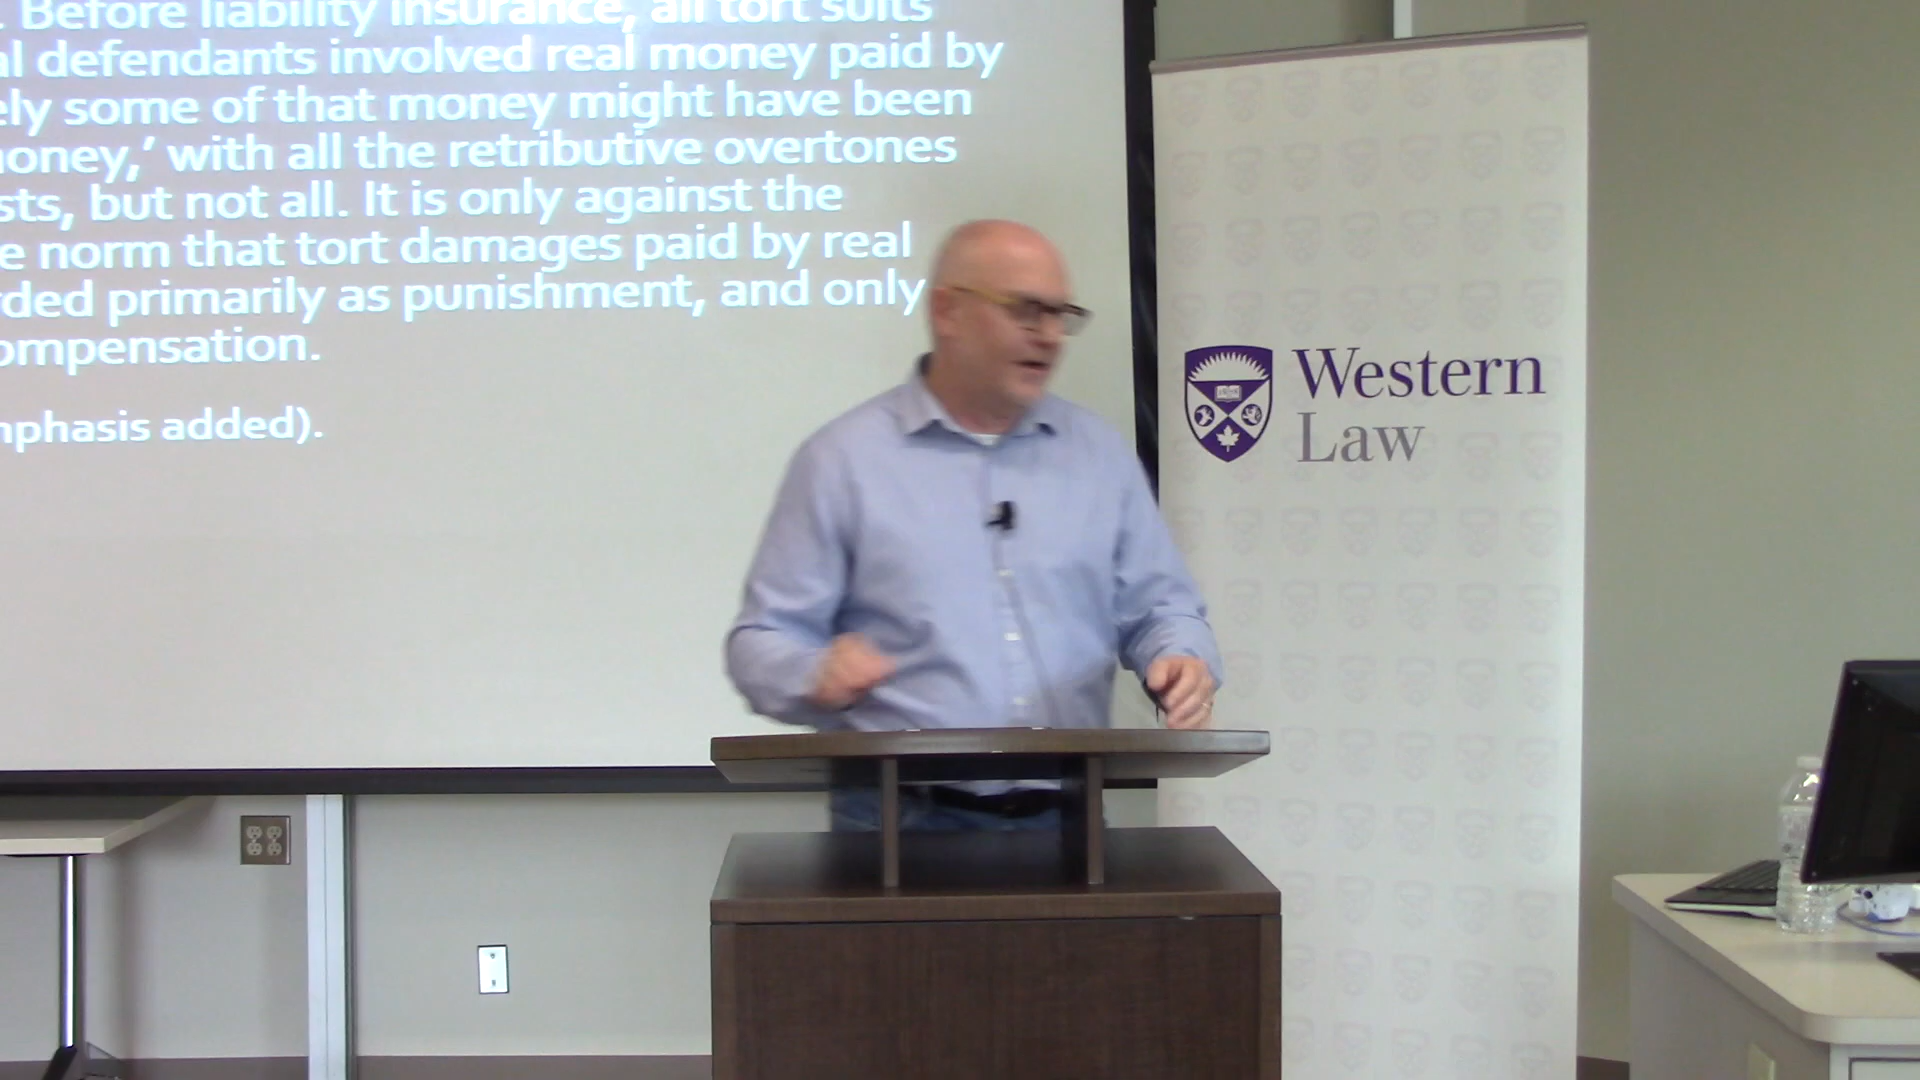 . Before liability insurance, all tort suits
al defendants involved real money paid by
ely some of that money might have been
oney,’ with all the retributive overtones
sts, but not all. It is only against the
e norm that tort damages paid by real
rded primarily as punishment, and only
ompensation.
mphasis added).
Western
Law